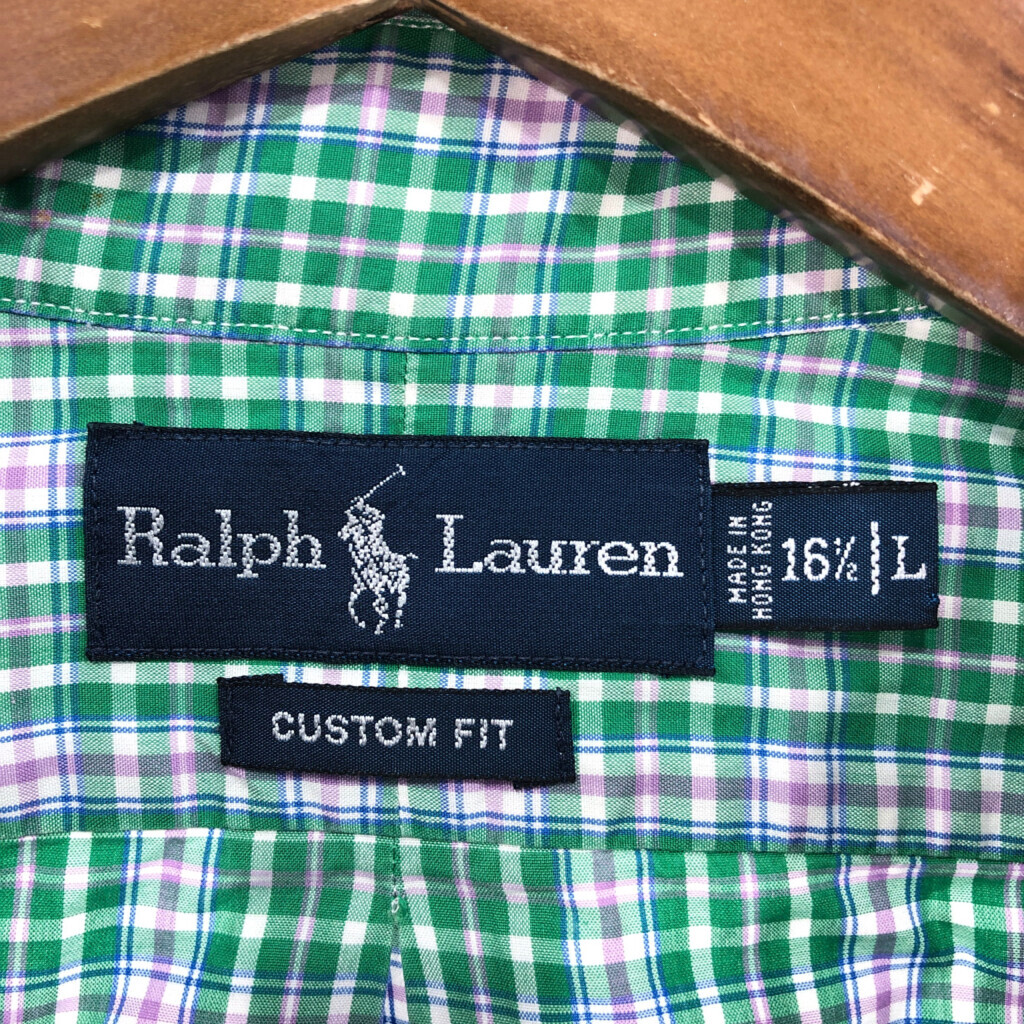 Ralph Lauren
MADE IN
HONG KONG
16½ | L
CUSTOM FIT